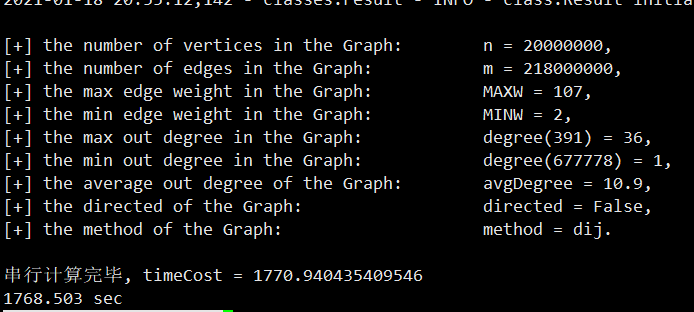 2021-01-18 20:55:12,142 - classes.result - INFO - class.Result initia
[+] the number of vertices in the Graph: n = 20000000,
[+] the number of edges in the Graph: m = 218000000,
[+] the max edge weight in the Graph: MAXW = 107,
[+] the min edge weight in the Graph: MINW = 2,
[+] the max out degree in the Graph: degree(391) = 36,
[+] the min out degree in the Graph: degree(677778) = 1,
[+] the average out degree of the Graph: avgDegree = 10.9,
[+] the directed of the Graph: directed = False,
[+] the method of the Graph: method = dij.
串行计算完毕, timeCost = 1770.940435409546
1768.503 sec